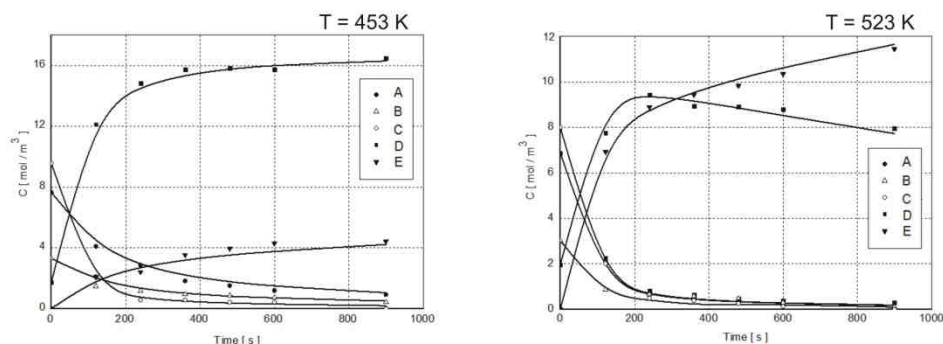 T = 453 K
16
12
8
4
0
C [ mol / m³ ]
A
B
C
D
E
0
200
400
600
800
1000
Time [ s ]
T = 523 K
12
10
8
6
4
2
0
C [ mol / m³ ]
A
B
C
D
E
0
200
400
600
800
1000
Time [ s ]